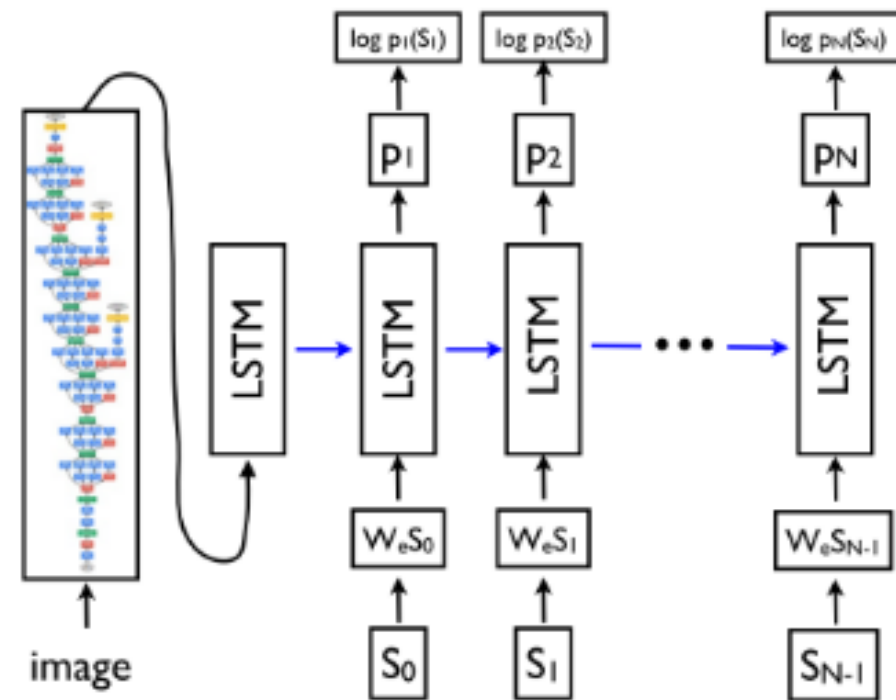 log p₁(S₁) log p₂(S₂) log pN(SN)
p₁ p₂ pN
LSTM LSTM LSTM LSTM
WeS₀ WeS₁ WeSN-1
image S₀ S₁ SN-1